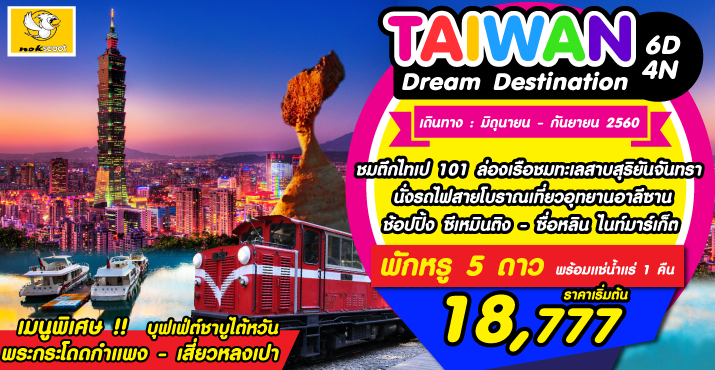 nokscoot
TAIWAN
Dream Destination
6D
4N
เดินทาง : มิถุนายน - กันยายน 2560
ชมตึกไทเป 101 ล่องเรือชมทะเลสาบสุริยันจันทรา
นั่งรถไฟสายโบราณเที่ยวอุทยานอาลีซาน
ช้อปปิ้ง ซีเหมินติง - ซื่อหลิน ไนท์มาร์เก็ต
พักหรู 5 ดาว พร้อมแช่น้ำแร่ 1 คืน
ราคาเริ่มต้น
18,777
เมนูพิเศษ !! บุฟเฟ่ต์ชาบูไต้หวัน
พระกระโดดกำแพง - เสี่ยวหลงเปา